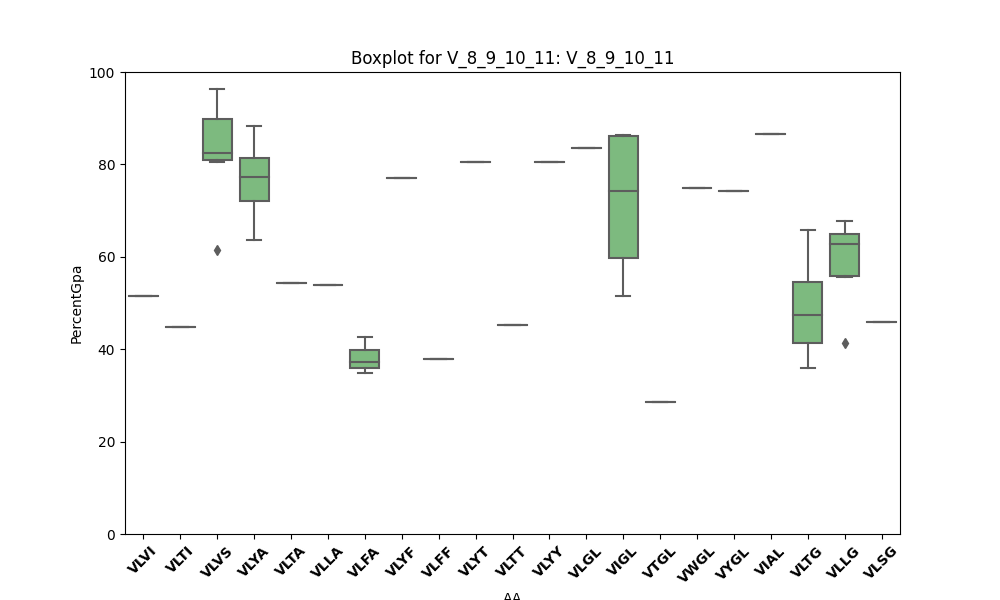 Boxplot for V_8_9_10_11: V_8_9_10_11
PercentGpa
100
80
60
40
20
0
VLVI
VLTI
VLVS
VLYA
VLTA
VLLA
VLFA
VLYF
VLFF
VLYT
VLTT
VLYY
VLGL
VIGL
VTGL
VWGL
VYGL
VIAL
VLTG
VLLG
VLSG
AA